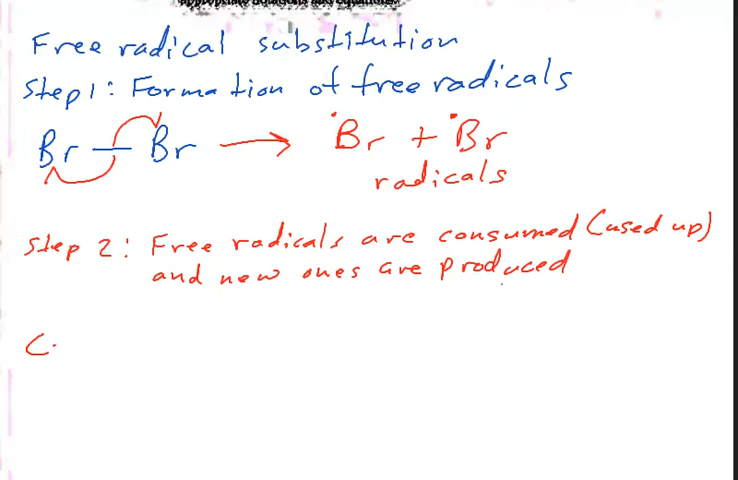 Free radical substitution
Step 1: Formation of free radicals
Br — Br → •Br + •Br
radicals
Step 2: Free radicals are consumed (used up)
and new ones are produced
C